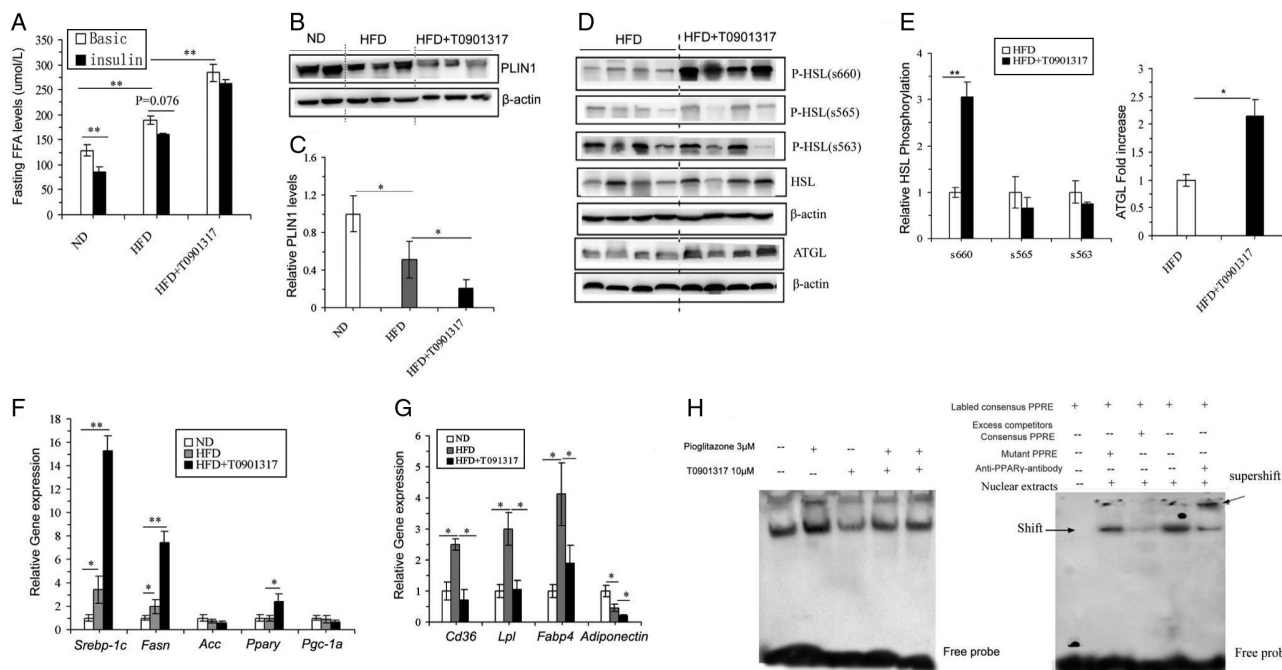 A
Basic
insulin
Fasting FFA levels (umol/L)
350
300
250
200
150
100
50
0
**
**
**
P=0.076
ND
HFD
HFD+T0901317
B
ND
HFD
HFD+T0901317
PLIN1
β-actin
C
Relative PLIN1 levels
1.6
1.2
0.8
0.4
0
*
*
ND
HFD
HFD+T0901317
D
HFD
HFD+T0901317
P-HSL(s660)
P-HSL(s565)
P-HSL(s563)
HSL
β-actin
ATGL
β-actin
E
HFD
HFD+T0901317
Relative HSL Phosphorylation
4
3
2
1
0
**
s660
s565
s563
ATGL Fold increase
3
2.5
2
1.5
1
0.5
0
*
HFD
HFD+T0901317
F
Relative Gene expression
18
16
14
12
10
8
6
4
2
0
ND
HFD
HFD+T0901317
**
*
**
*
*
Srebp-1c
Fasn
Acc
Ppary
Pgc-1a
G
Relative Gene expression
6
5
4
3
2
1
0
ND
HFD
HFD+T091317
* *
* *
* *
*
*
Cd36
Lpl
Fabp4
Adiponectin
H
Pioglitazone 3μM -- + -- + +
T0901317 10μM -- -- + + +
Free probe
Labled consensus PPRE + + + + +
Excess competitors
Consensus PPRE -- -- + -- --
Mutant PPRE -- + -- -- --
Anti-PPARγ-antibody -- -- -- -- +
Nuclear extracts -- + + + +
supershift
Shift
Free probe